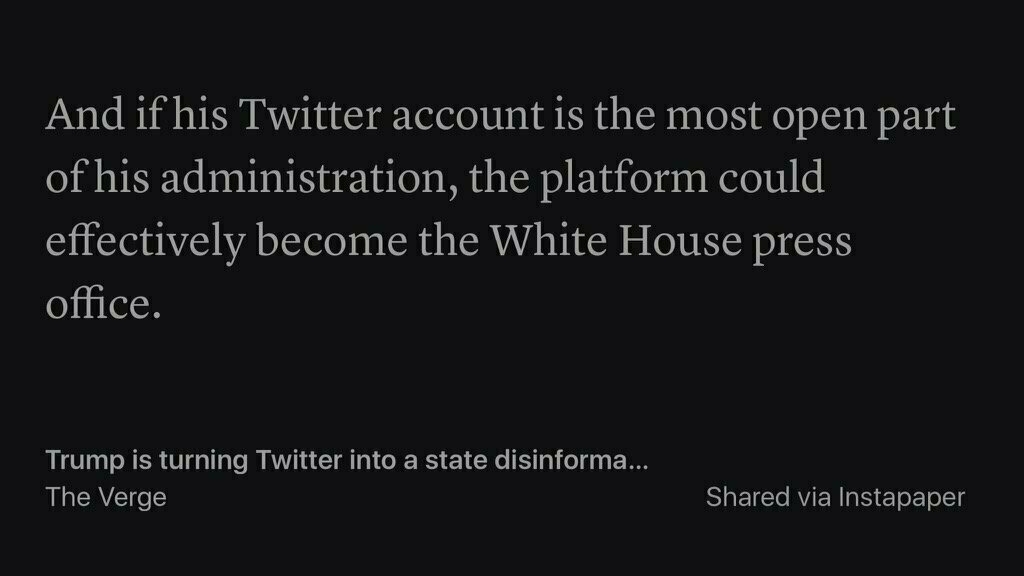 And if his Twitter account is the most open part
of his administration, the platform could
effectively become the White House press
office.
Trump is turning Twitter into a state disinforma...
The Verge
Shared via Instapaper